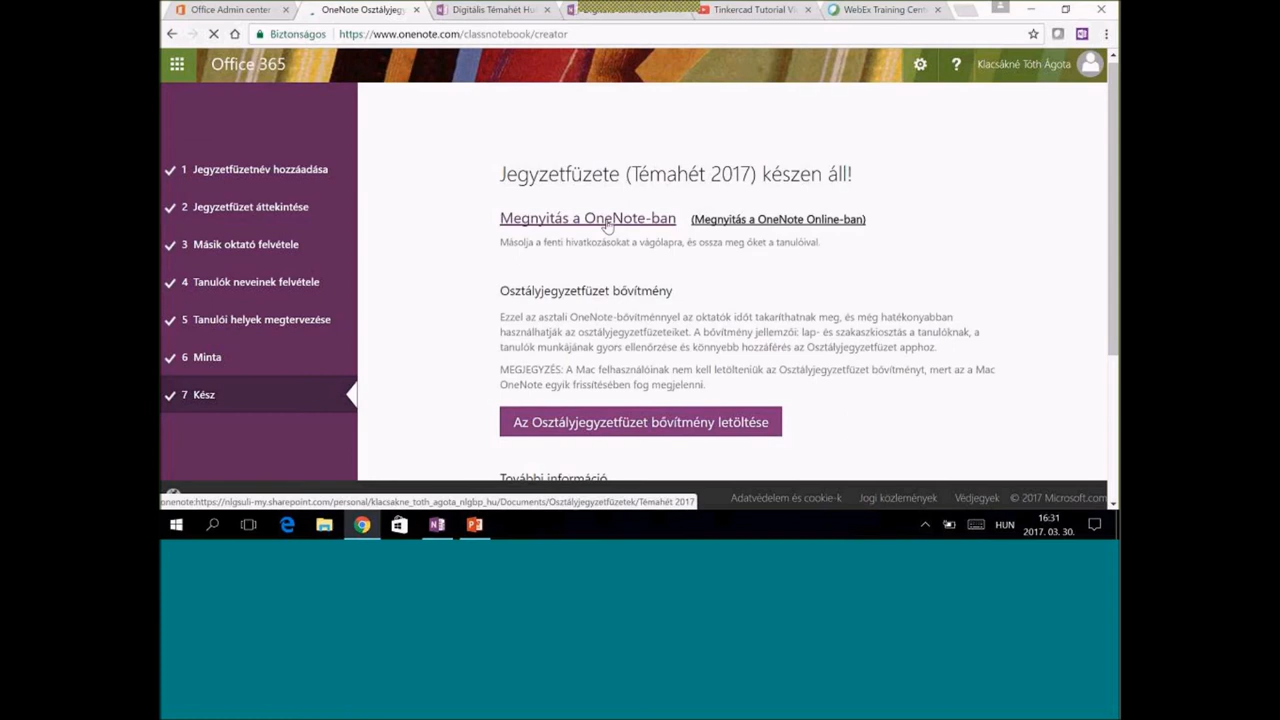 Office Admin center
OneNote Osztályjegy
Digitális Témahét Hu
Tinkercad Tutorial Vi
WebEx Training Cent
Biztonságos
https://www.onenote.com/classnotebook/creator
Office 365
?
Klacsákné Tóth Ágota
1 Jegyzetfüzetnév hozzáadása
2 Jegyzetfüzet áttekintése
3 Másik oktató felvétele
4 Tanulók neveinek felvétele
5 Tanulói helyek megtervezése
6 Minta
7 Kész
Jegyzetfüzete (Témahét 2017) készen áll!
Megnyitás a OneNote-ban (Megnyitás a OneNote Online-ban)
Másolja a fenti hivatkozásokat a vágólapra, és ossza meg őket a tanulóival.
Osztályjegyzetfüzet bővítmény
Ezzel az asztali OneNote-bővítménnyel az oktatók időt takaríthatnak meg, és még hatékonyabban
használhatják az osztályjegyzetfüzeteiket. A bővítmény jellemzői: lap- és szakaszkiosztás a tanulóknak, a
tanulók munkájának gyors ellenőrzése és könnyebb hozzáférés az Osztályjegyzetfüzet apphoz.
MEGJEGYZÉS: A Mac felhasználóinak nem kell letölteniük az Osztályjegyzetfüzet bővítményt, mert az a Mac
OneNote egyik frissítésében fog megjelenni.
Az Osztályjegyzetfüzet bővítmény letöltése
További információ
onenote:https://nlgsuli-my.sharepoint.com/personal/klacsakne_toth_agota_nlgbp_hu/Documents/Osztályjegyzetfüzetek/Témahét 2017
Adatvédelem és cookie-k Jogi közlemények Védjegyek © 2017 Microsoft.com
HUN
16:31
2017. 03. 30.